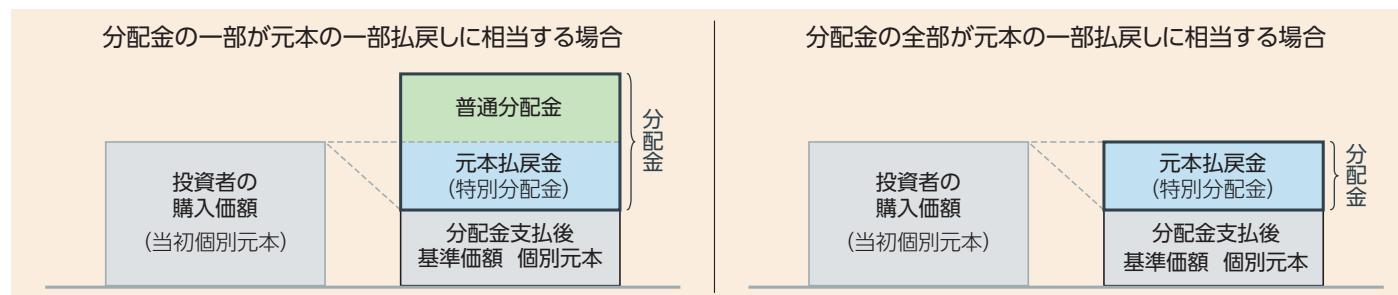 分配金の一部が元本の一部払戻しに相当する場合
普通分配金
元本払戻金
(特別分配金)
分配金
投資者の
購入価額
(当初個別元本)
分配金支払後
基準価額 個別元本
分配金の全部が元本の一部払戻しに相当する場合
元本払戻金
(特別分配金)
分配金
投資者の
購入価額
(当初個別元本)
分配金支払後
基準価額 個別元本